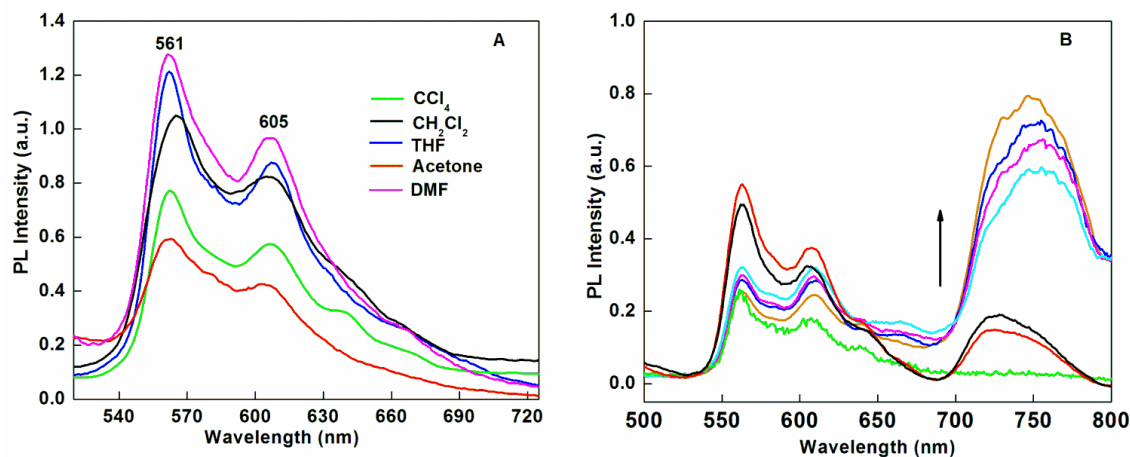 A
561
605
CCl4
CH2Cl2
THF
Acetone
DMF
PL Intensity (a.u.)
1.4
1.2
1.0
0.8
0.6
0.4
0.2
0.0
540 570 600 630 660 690 720
Wavelength (nm)
B
PL Intensity (a.u.)
1.0
0.8
0.6
0.4
0.2
0.0
500 550 600 650 700 750 800
Wavelength (nm)